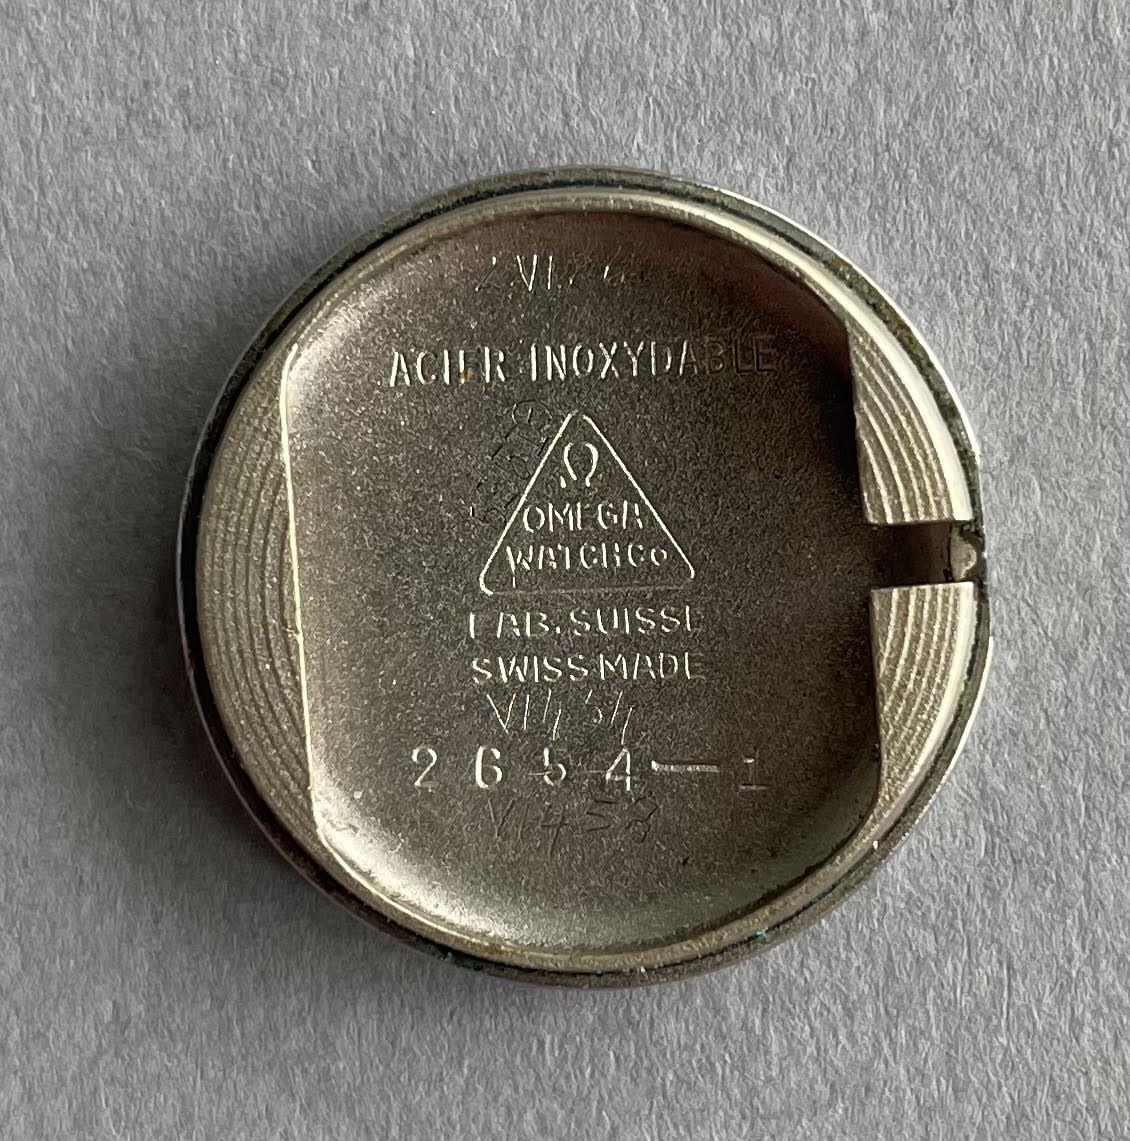 ACIER INOXYDABLE
Ω
OMEGA
WATCH Co
FAB. SUISSE
SWISS MADE
2654-1